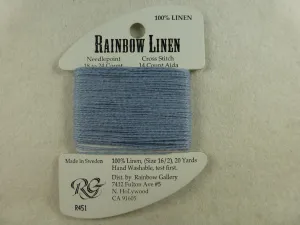 100% LINEN
RAINBOW LINEN
Needlepoint Cross Stitch
18 to 24 Count 14 Count Aida
Made in Sweden
100% Linen, (Size 16/2), 20 Yards
Hand Washable, test first.
RG
Dist. by Rainbow Gallery
7412 Fulton Ave #5
N. Hollywood
CA 91605
R451